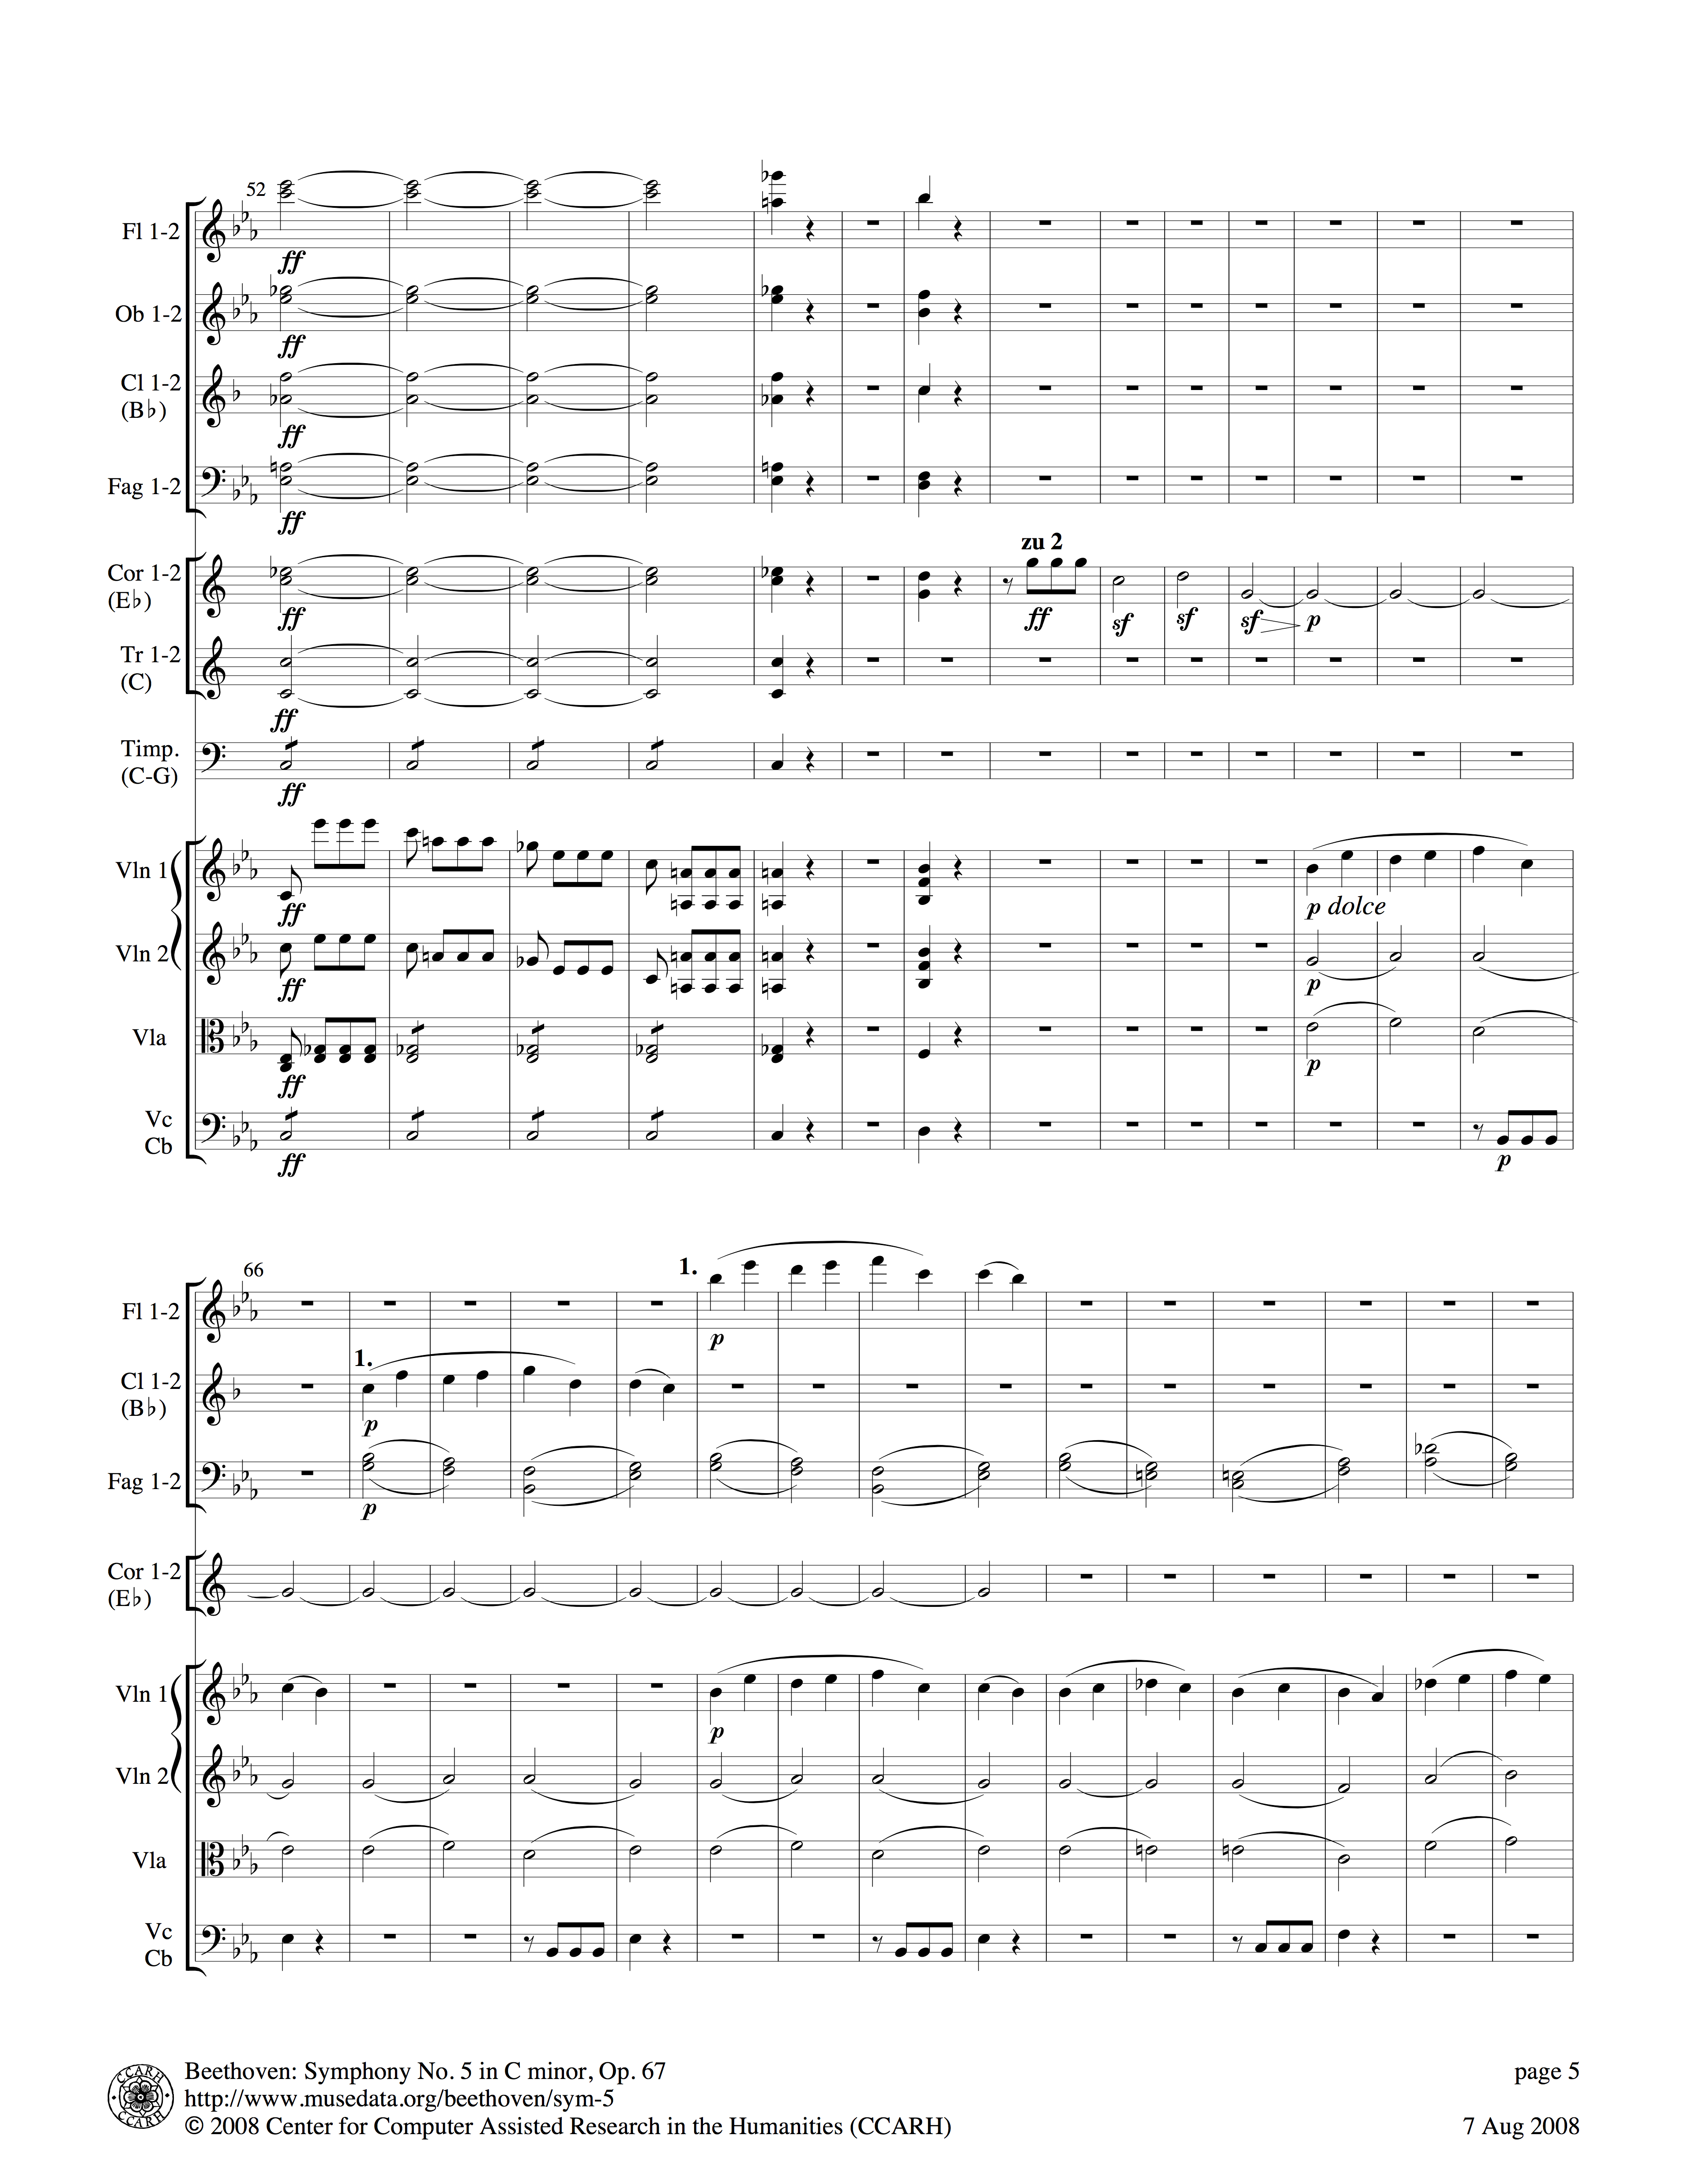 52
Fl 1-2
ff
Ob 1-2
ff
Cl 1-2
(B♭)
ff
Fag 1-2
ff
zu 2
Cor 1-2
(E♭)
ff
ff
sf
sf
sf
p
Tr 1-2
(C)
ff
Timp.
(C-G)
ff
Vln 1
ff
p dolce
Vln 2
ff
p
Vla
ff
p
Vc
Cb
ff
p
66
1.
Fl 1-2
p
1.
Cl 1-2
(B♭)
p
Fag 1-2
p
Cor 1-2
(E♭)
Vln 1
p
Vln 2
Vla
Vc
Cb
CCARH
CCARH
Beethoven: Symphony No. 5 in C minor, Op. 67
page 5
http://www.musedata.org/beethoven/sym-5
© 2008 Center for Computer Assisted Research in the Humanities (CCARH)
7 Aug 2008